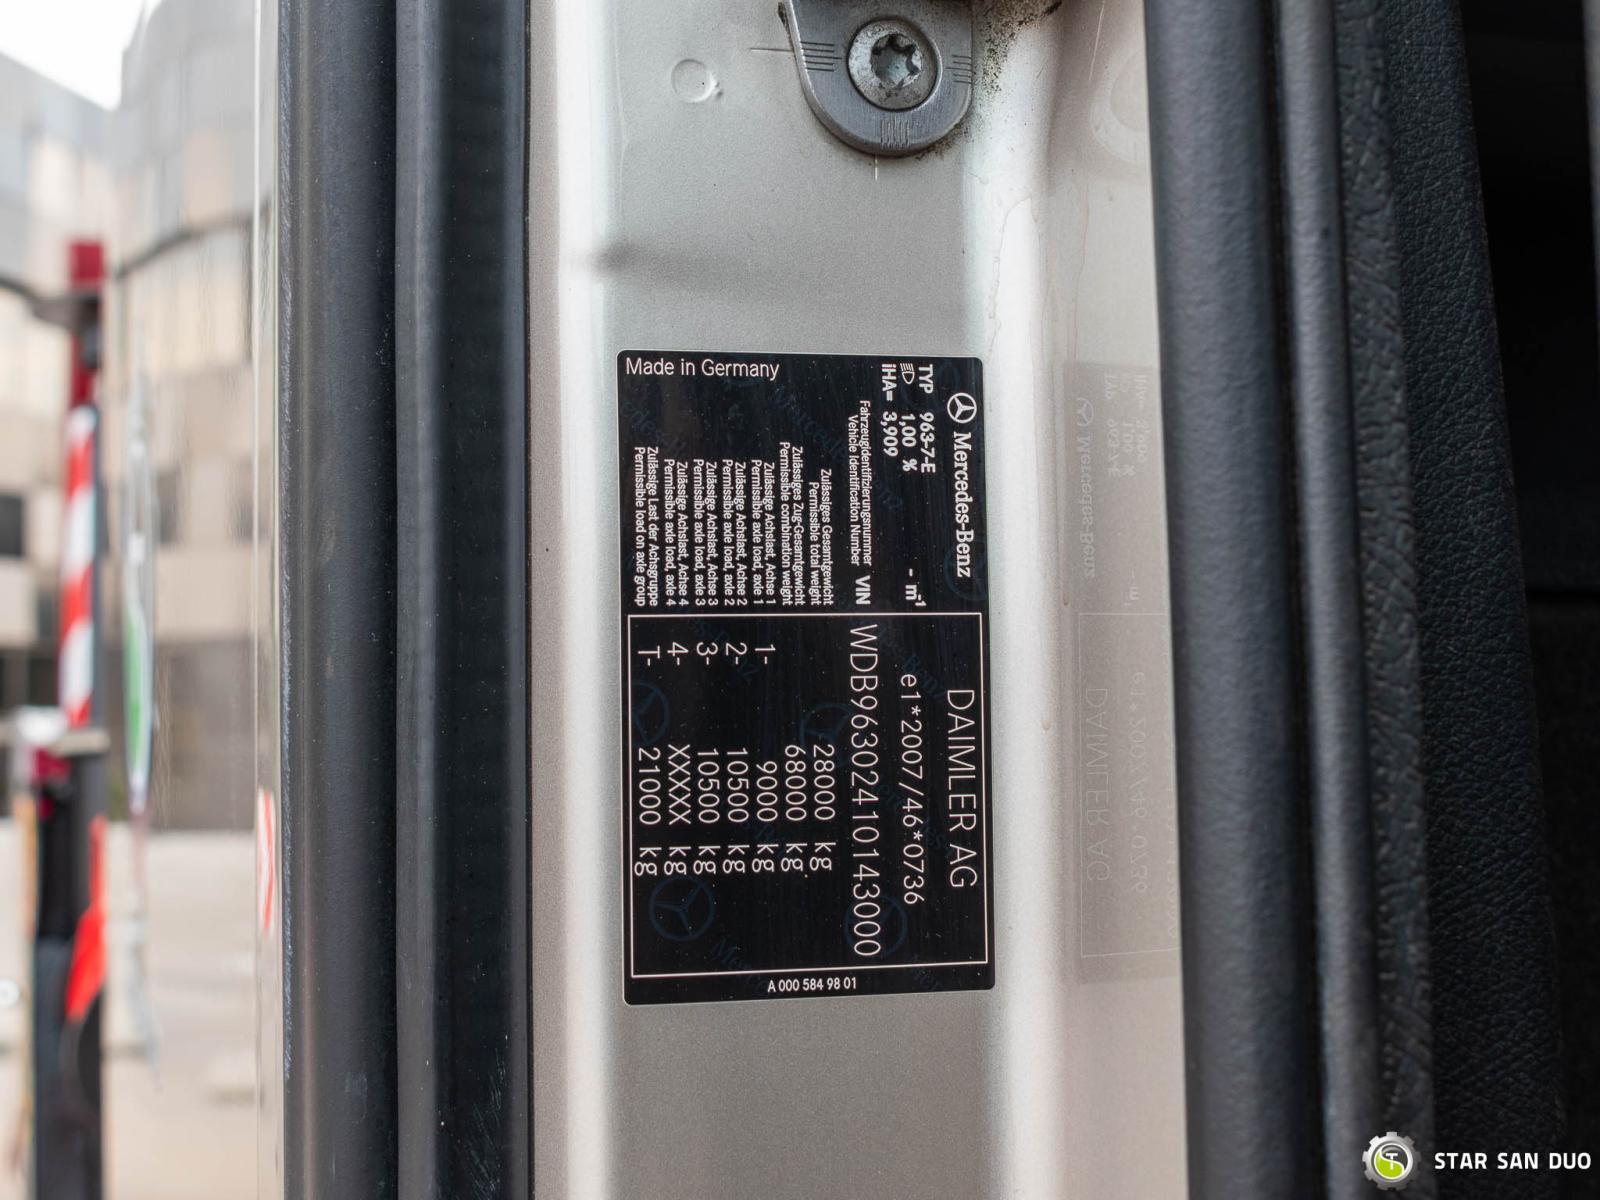 Mercedes-Benz
DAIMLER AG
TYP 963-7-E
1,00 % - m-1
e1*2007/46*0736
iHA= 3,909
Fahrzeugidentifizierungsnummer
Vehicle Identification Number VIN
WDB96302410143000
Zulässiges Gesamtgewicht
Permissible total weight
28000 kg
Zulässiges Zug-Gesamtgewicht
Permissible combination weight
68000 kg
Zulässige Achslast, Achse 1
Permissible axle load, axle 1
1- 9000 kg
Zulässige Achslast, Achse 2
Permissible axle load, axle 2
2- 10500 kg
Zulässige Achslast, Achse 3
Permissible axle load, axle 3
3- 10500 kg
Zulässige Achslast, Achse 4
Permissible axle load, axle 4
4- XXXXX kg
Zulässige Last der Achsgruppe
Permissible load on axle group
T- 21000 kg
Made in Germany
A 000 584 98 01
STAR SAN DUO